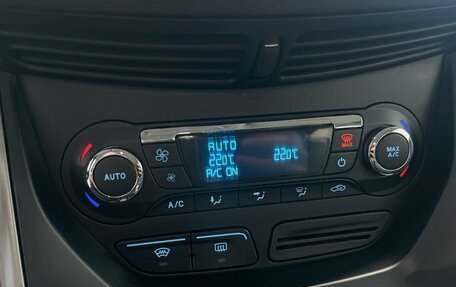 AUTO
22.0℃ 22.0℃
A/C ON
MAX
AUTO
MAX A/C
A/C